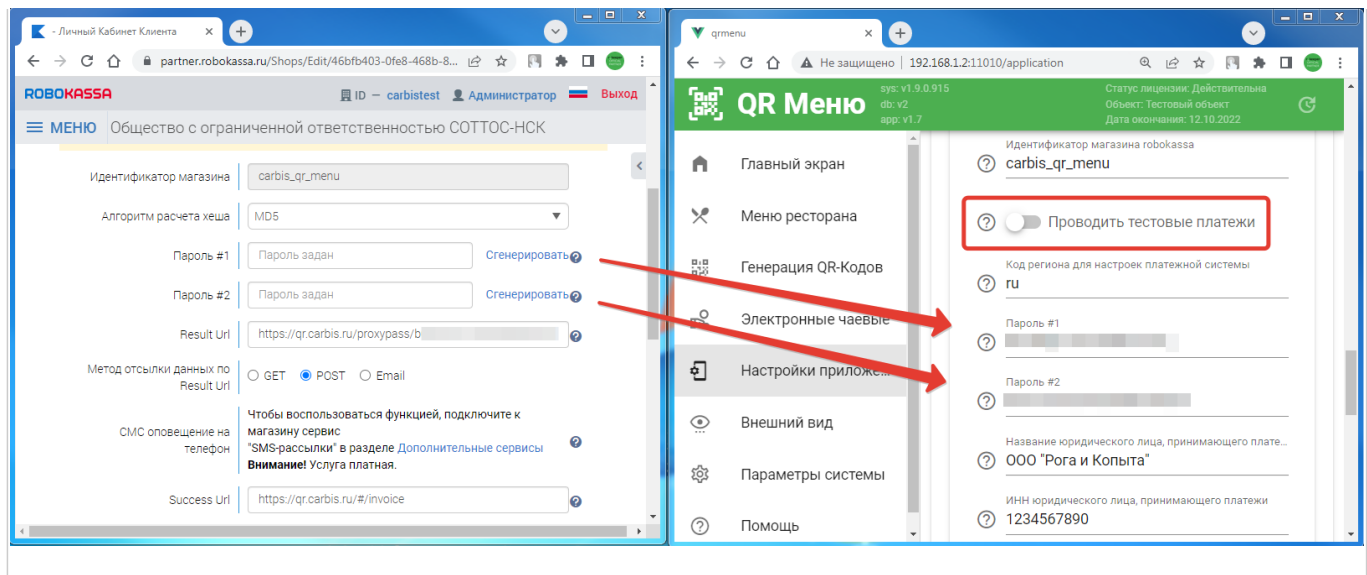 - Личный Кабинет Клиента
partner.robokassa.ru/Shops/Edit/46bfb403-0fe8-468b-8...
ROBOKASSA
ID — carbistest Администратор Выход
МЕНЮ Общество с ограниченной ответственностью СОТТОС-НСК
Идентификатор магазина carbis_qr_menu
Алгоритм расчета хеша MD5
Пароль #1 Пароль задан Сгенерировать
Пароль #2 Пароль задан Сгенерировать
Result Url https://qr.carbis.ru/proxypass/b
Метод отсылки данных по
Result Url
GET POST Email
СМС оповещение на
телефон
Чтобы воспользоваться функцией, подключите к
магазину сервис
"SMS-рассылки" в разделе Дополнительные сервисы
Внимание! Услуга платная.
Success Url https://qr.carbis.ru/#/invoice
qrmenu
Не защищено 192.168.1.2:11010/application
QR Меню
sys: v1.9.0.915
db: v2
app: v1.7
Статус лицензии: Действительна
Объект: Тестовый объект
Дата окончания: 12.10.2022
Главный экран
Меню ресторана
Генерация QR-Кодов
Электронные чаевые
Настройки приложе...
Внешний вид
Параметры системы
Помощь
Идентификатор магазина robokassa
carbis_qr_menu
Проводить тестовые платежи
Код региона для настроек платежной системы
ru
Пароль #1
Пароль #2
Название юридического лица, принимающего плате...
ООО "Рога и Копыта"
ИНН юридического лица, принимающего платежи
1234567890